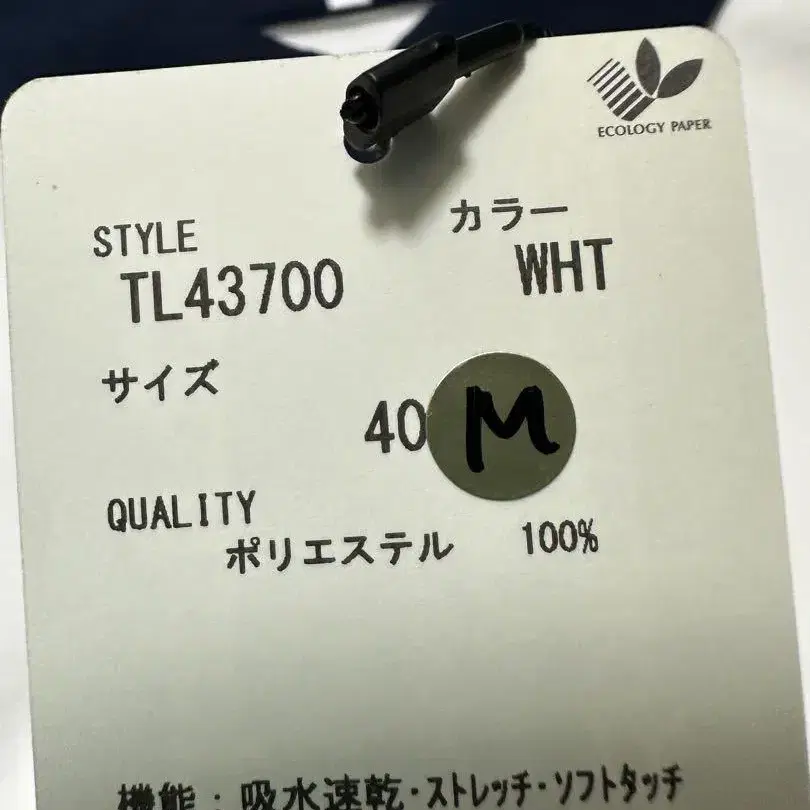 ECOLOGY PAPER
STYLE カラー
TL43700 WHT
サイズ
40 M
QUALITY
ポリエステル 100%
機能:吸水速乾・ストレッチ・ソフトタッチ